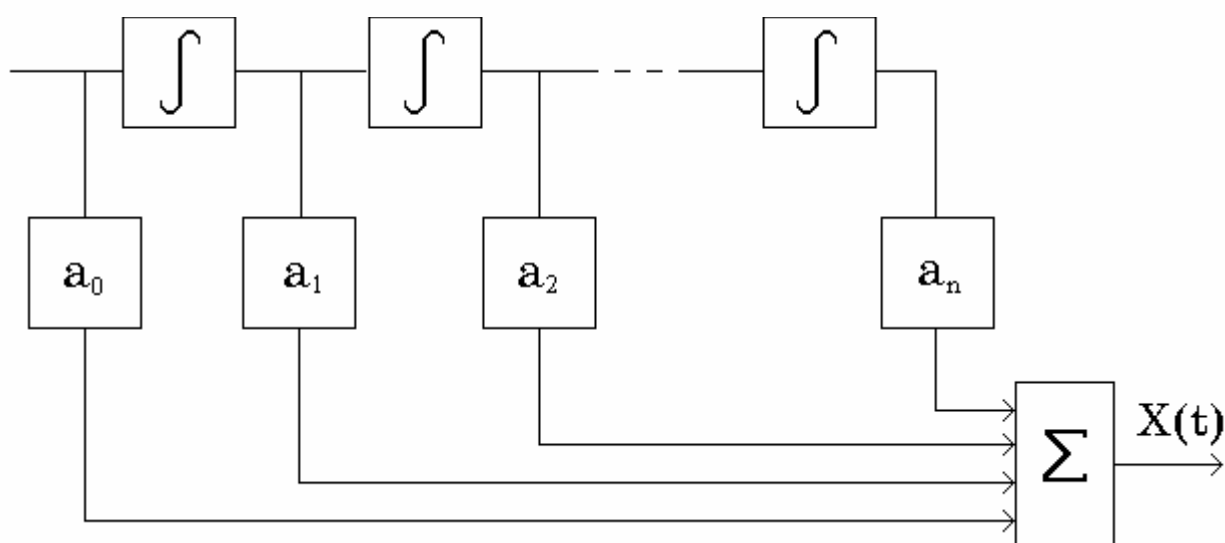 ∫ ∫ ∫
a₀ a₁ a₂ aₙ
X(t)
Σ